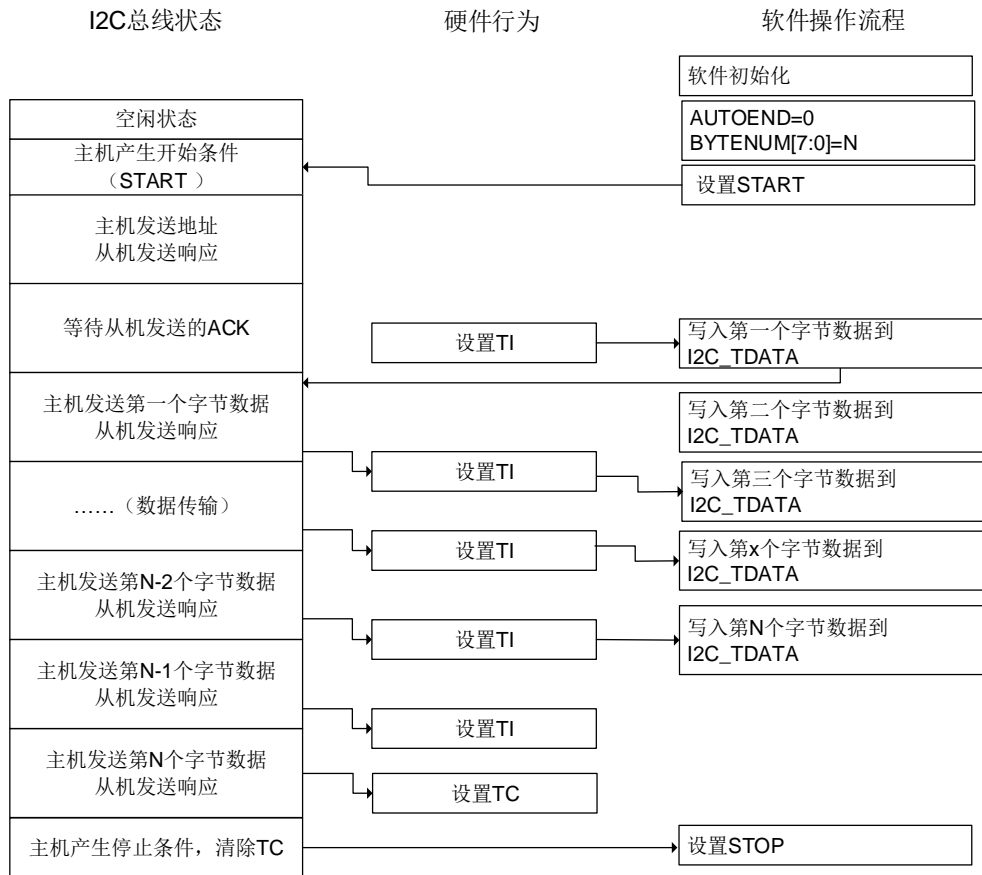 I2C总线状态
硬件行为
软件操作流程
软件初始化
空闲状态
AUTOEND=0
BYTENUM[7:0]=N
主机产生开始条件
（START ）
设置START
主机发送地址
从机发送响应
等待从机发送的ACK
设置TI
写入第一个字节数据到
I2C_TDATA
主机发送第一个字节数据
从机发送响应
写入第二个字节数据到
I2C_TDATA
设置TI
写入第三个字节数据到
I2C_TDATA
……（数据传输）
设置TI
写入第x个字节数据到
I2C_TDATA
主机发送第N-2个字节数据
从机发送响应
设置TI
写入第N个字节数据到
I2C_TDATA
主机发送第N-1个字节数据
从机发送响应
设置TI
主机发送第N个字节数据
从机发送响应
设置TC
主机产生停止条件，清除TC
设置STOP